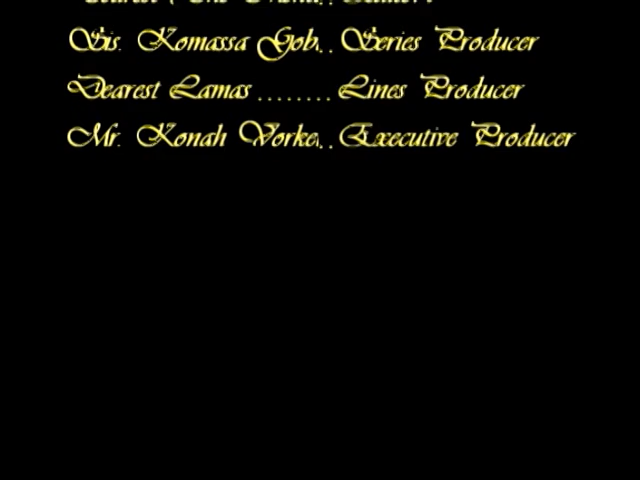 Sis. Komassa Gob.. Series Producer
Dearest Lamas ........ Lines Producer
Mr. Konah Vorke.. Executive Producer